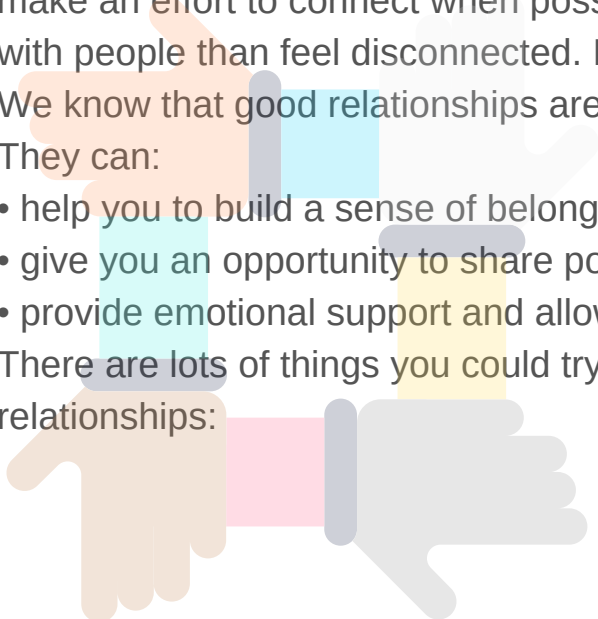 make an effort to connect when poss
with people than feel disconnected.
We know that good relationships are
They can:
• help you to build a sense of belong
• give you an opportunity to share po
• provide emotional support and allow
There are lots of things you could try
relationships: